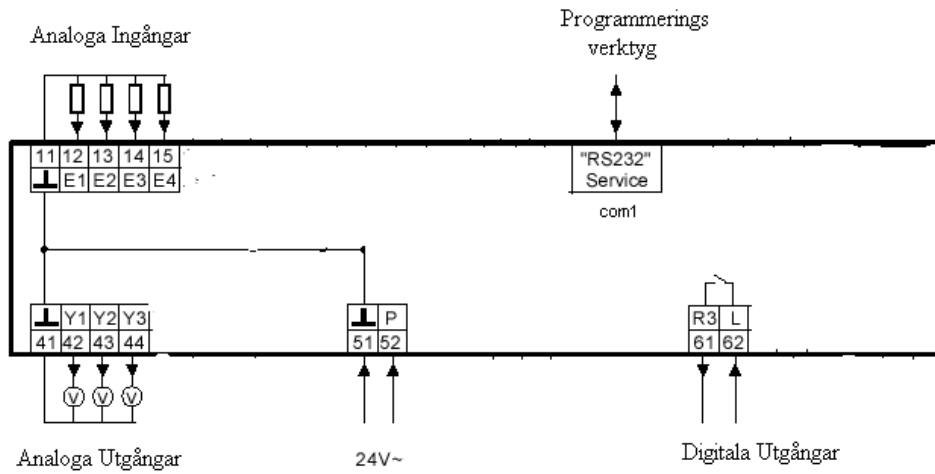 Programmerings
verktyg
Analoga Ingångar
11 12 13 14 15
E1 E2 E3 E4
"RS232"
Service
com1
Y1 Y2 Y3
41 42 43 44
P
51 52
R3 L
61 62
V V V
Analoga Utgångar
24V~
Digitala Utgångar